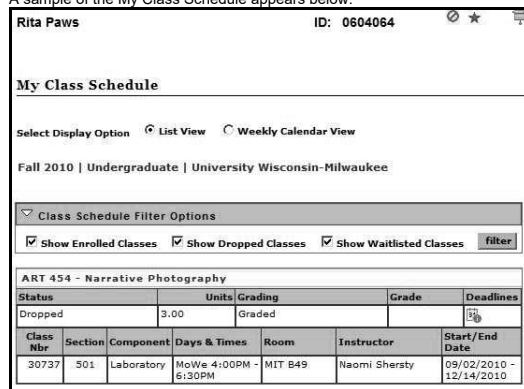 A sample of the My Class Schedule appears below:
Rita Paws ID: 0604064
My Class Schedule
Select Display Option List View Weekly Calendar View
Fall 2010 | Undergraduate | University Wisconsin-Milwaukee
Class Schedule Filter Options
Show Enrolled Classes Show Dropped Classes Show Waitlisted Classes filter
ART 454 - Narrative Photography
Status Units Grading Grade Deadlines
Dropped 3.00 Graded
Class Nbr Section Component Days & Times Room Instructor Start/End Date
30737 501 Laboratory MoWe 4:00PM - 6:30PM MIT B49 Naomi Shersty 09/02/2010 - 12/14/2010